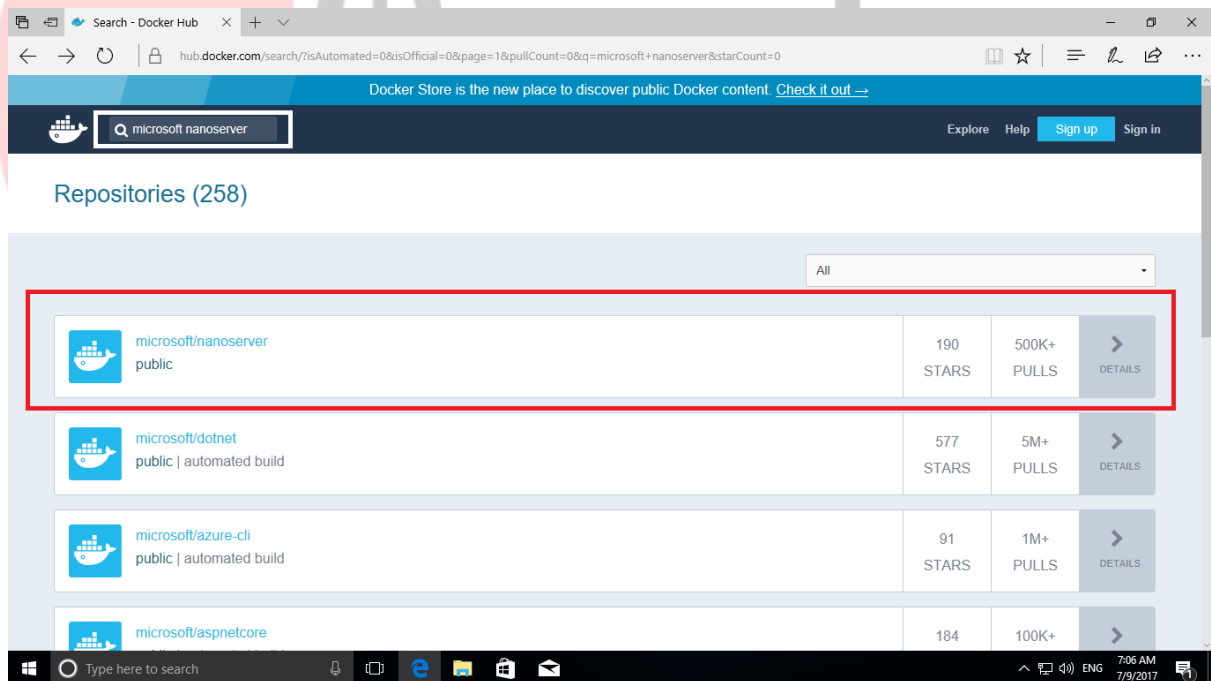 Search - Docker Hub
hub.docker.com/search/?isAutomated=0&isOfficial=0&page=1&pullCount=0&q=microsoft+nanoserver&starCount=0
Docker Store is the new place to discover public Docker content. Check it out →
microsoft nanoserver
Explore Help Sign up Sign in
Repositories (258)
All
microsoft/nanoserver
public
190 STARS
500K+ PULLS
DETAILS
microsoft/dotnet
public | automated build
577 STARS
5M+ PULLS
DETAILS
microsoft/azure-cli
public | automated build
91 STARS
1M+ PULLS
DETAILS
microsoft/aspnetcore
184
100K+
Type here to search
ENG
7:06 AM
7/9/2017
1